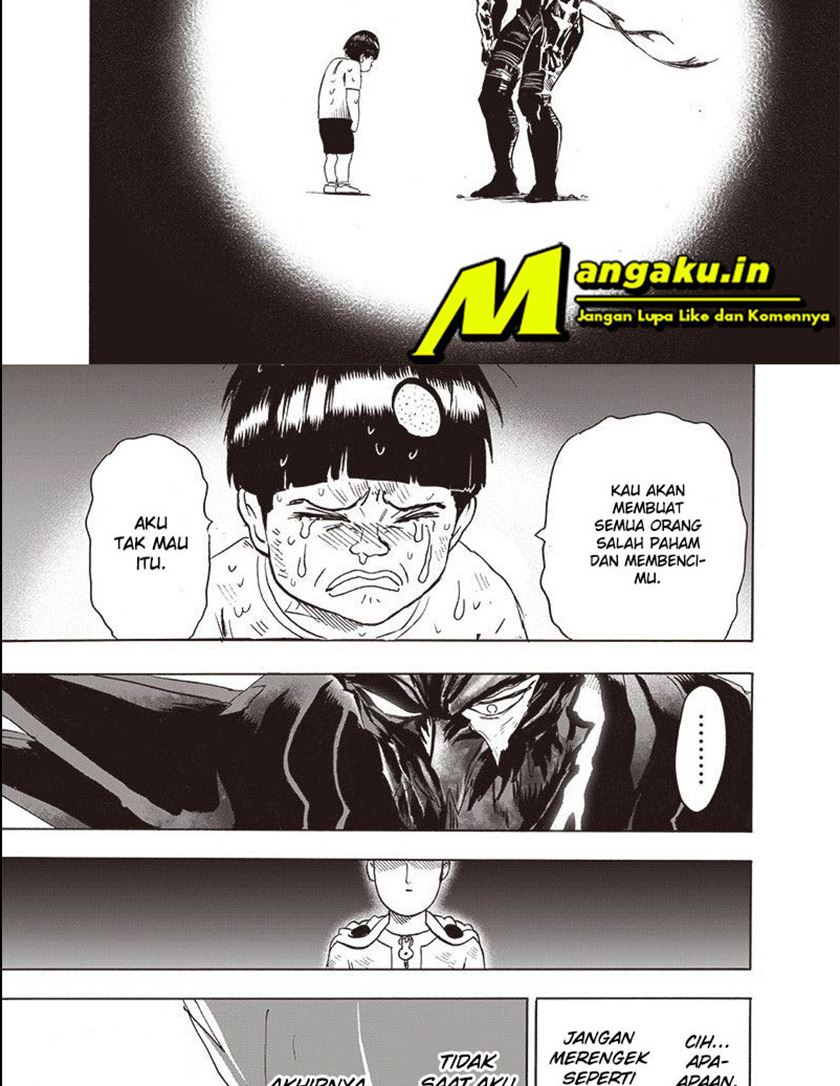 Mangaku.in
Jangan Lupa Like dan Komennya
KAU AKAN
MEMBUAT
SEMUA ORANG
SALAH PAHAM
DAN MEMBENCI-
MU.
AKU
TAK MAU
ITU.
.........
CIH...
APA-
APAAN
JANGAN
MERENGEK
SEPERTI
TIDAK
SAAT AKU
AKHIRNYA